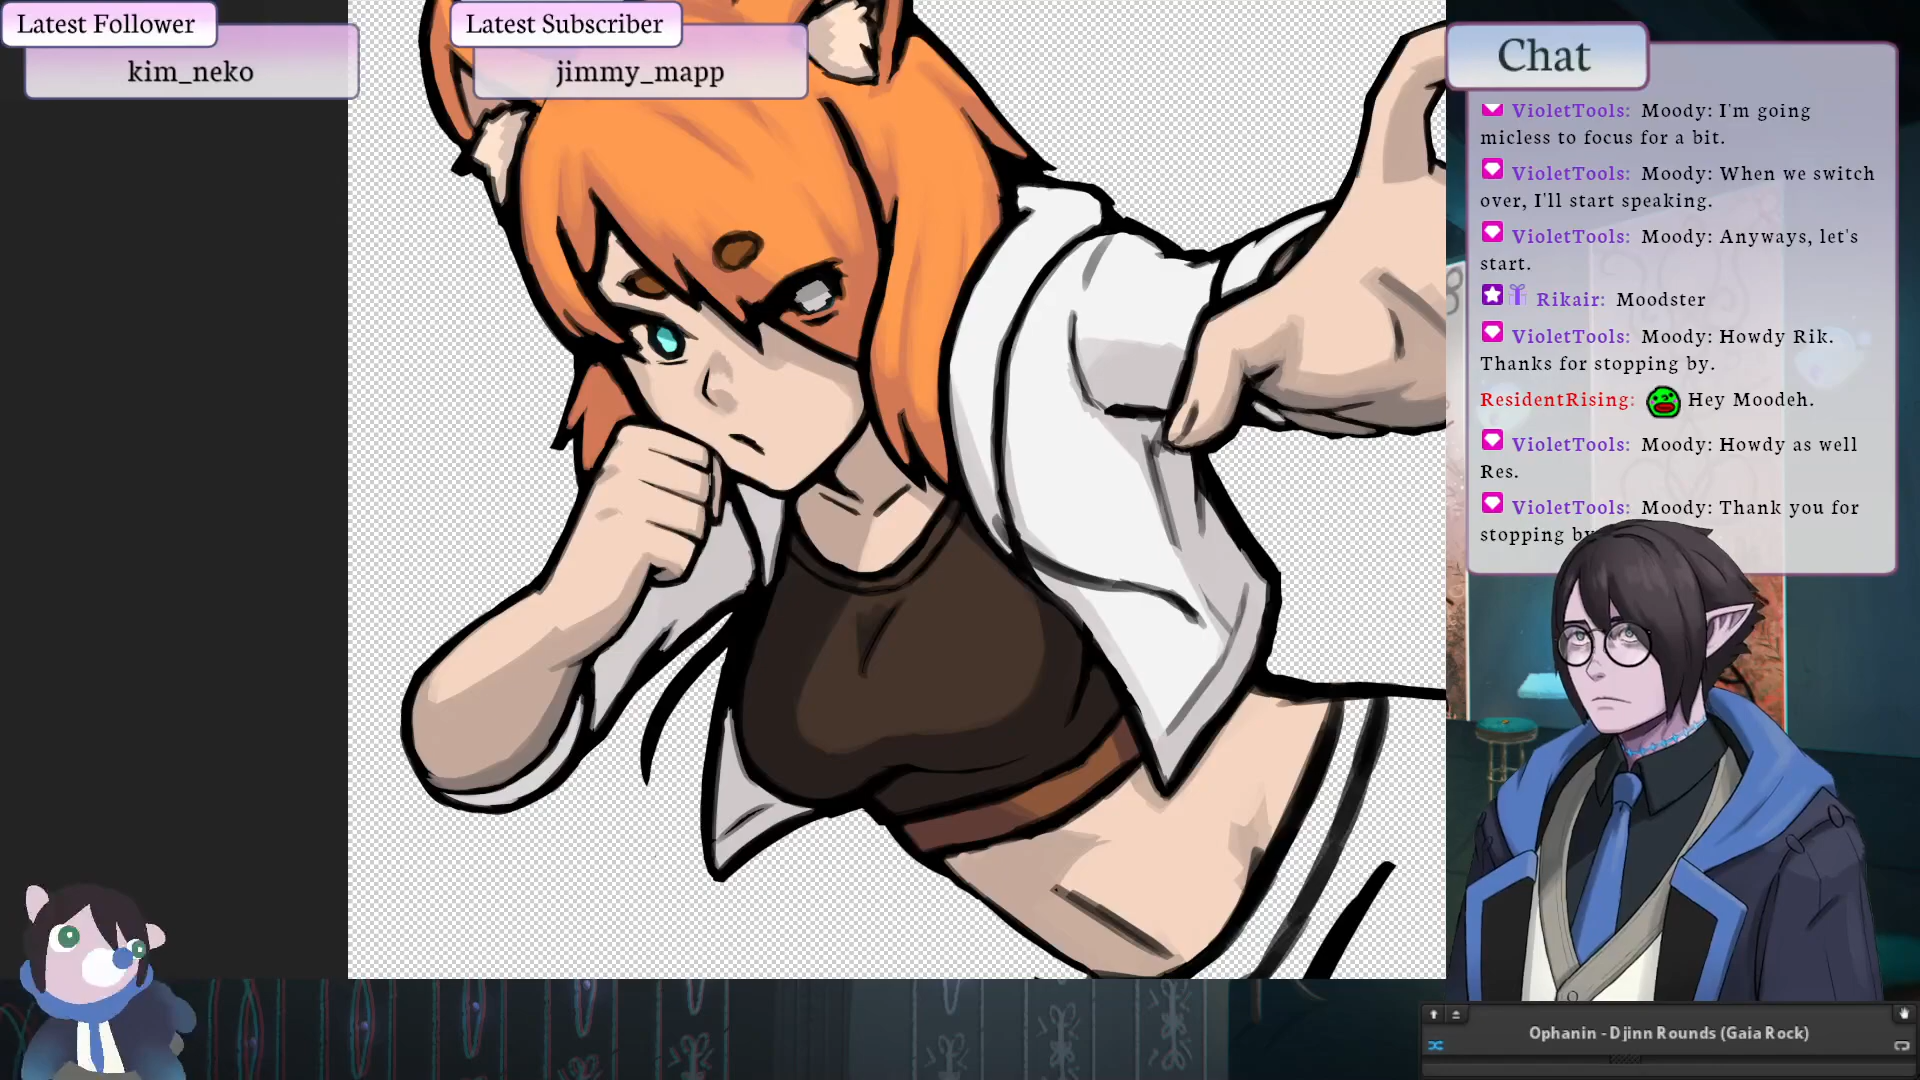 Latest Follower
kim_neko
Latest Subscriber
jimmy_mapp
Chat
VioletTools: Moody: I'm going
micless to focus for a bit.
VioletTools: Moody: When we switch
over, I'll start speaking.
VioletTools: Moody: Anyways, let's
start.
Rikair: Moodster
VioletTools: Moody: Howdy Rik.
Thanks for stopping by.
ResidentRising: Hey Moodeh.
VioletTools: Moody: Howdy as well
Res.
VioletTools: Moody: Thank you for
stopping by
Ophanin - Djinn Rounds (Gaia Rock)